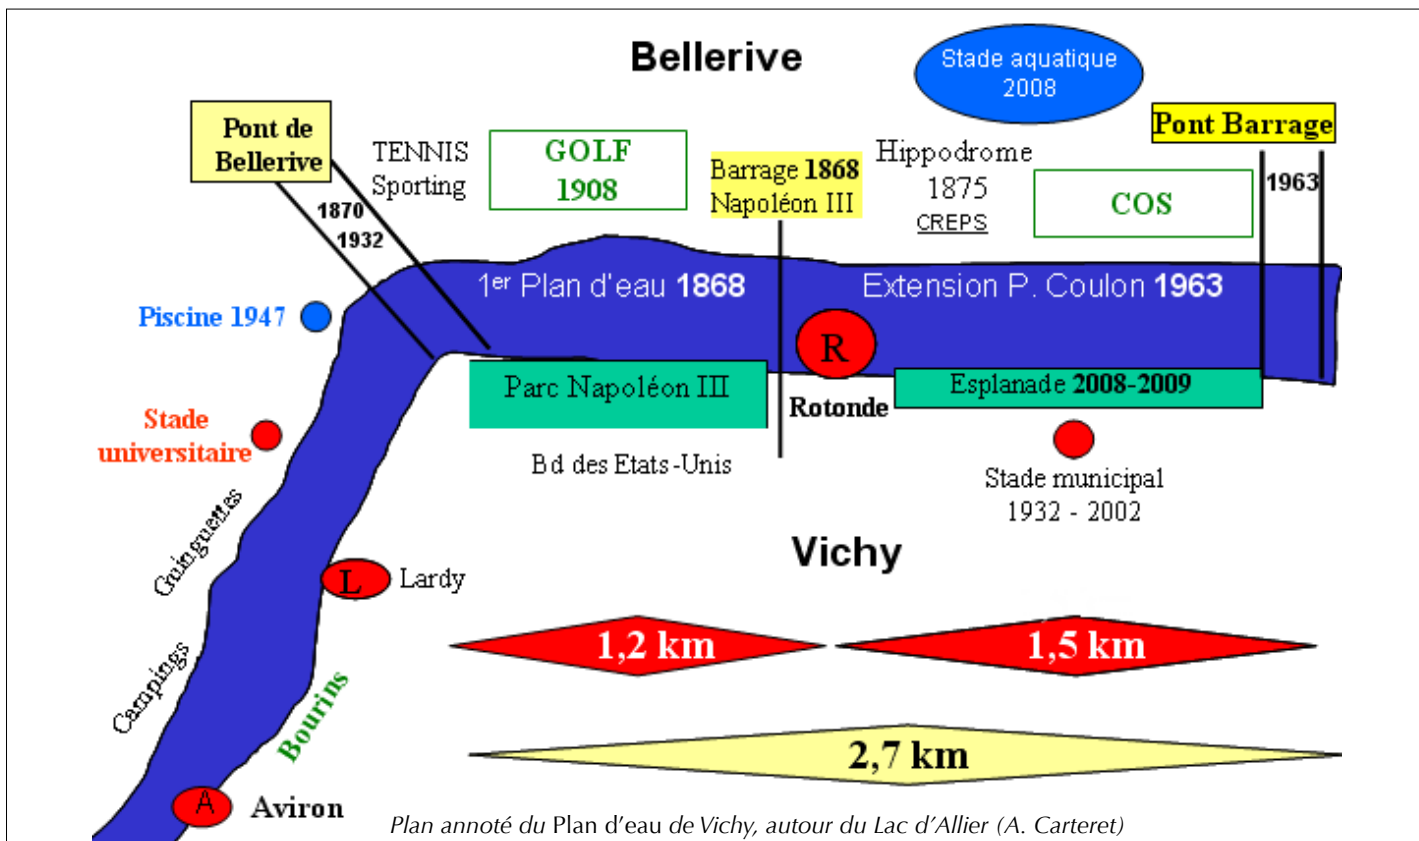 Bellerive
Stade aquatique
2008
Pont de
Bellerive
Pont Barrage
TENNIS
Sporting
GOLF
1908
Barrage 1868
Napoléon III
Hippodrome
1875
CREPS
COS
1963
1870
1932
1er Plan d'eau 1868
Extension P. Coulon 1963
Piscine 1947
R
Parc Napoléon III
Rotonde
Esplanade 2008-2009
Stade
universitaire
Bd des Etats-Unis
Stade municipal
1932 - 2002
Guinguettes
Vichy
L
Lardy
1,2 km
1,5 km
Campings
Bourins
2,7 km
A
Aviron
Plan annoté du Plan d'eau de Vichy, autour du Lac d'Allier (A. Carteret)